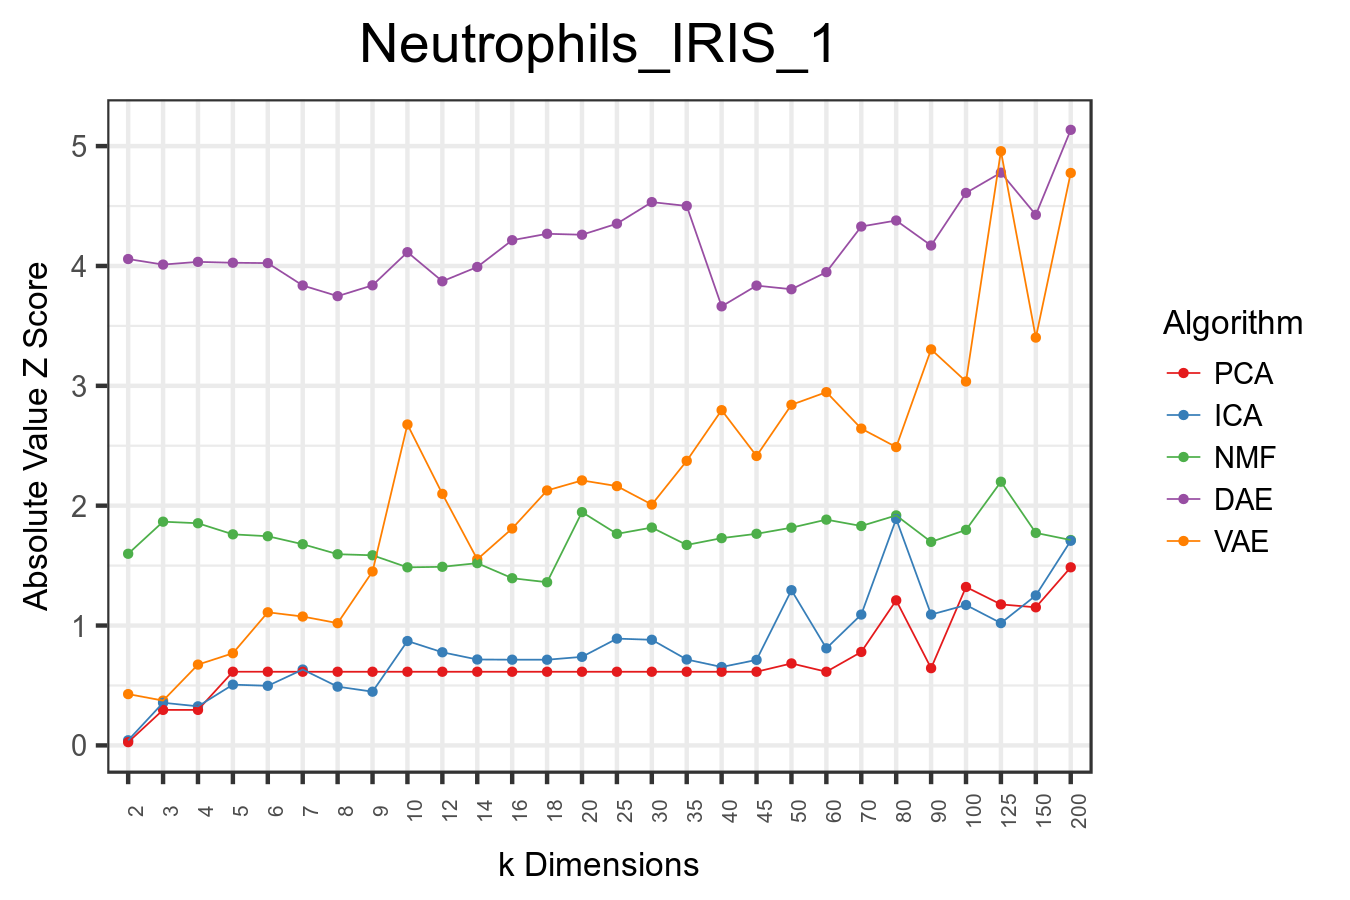 Neutrophils_IRIS_1
Absolute Value Z Score
5
4
3
2
1
0
2 3 4 5 6 7 8 9 10 12 14 16 18 20 25 30 35 40 45 50 60 70 80 90 100 125 150 200
k Dimensions
Algorithm
PCA
ICA
NMF
DAE
VAE